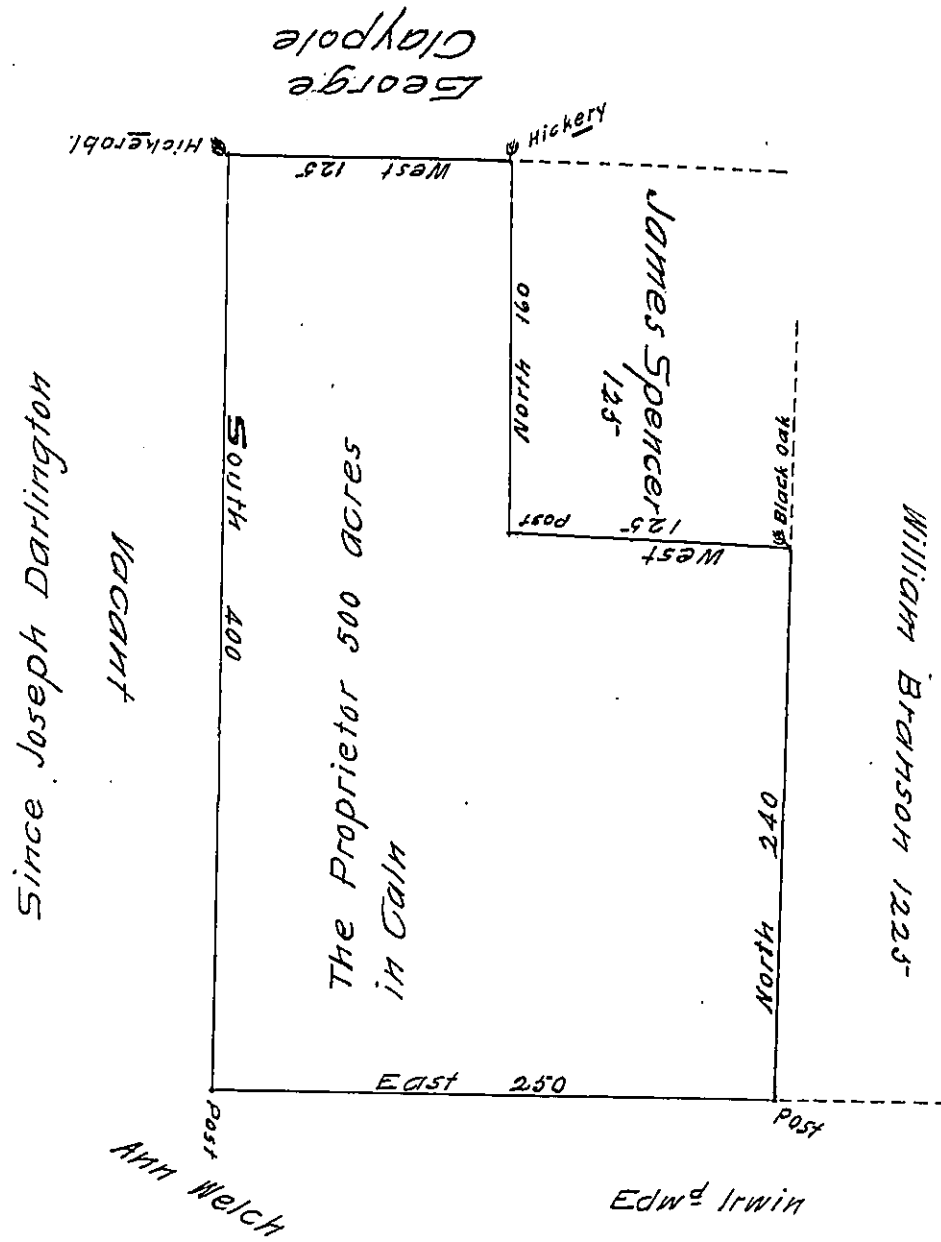 George
Claypole
Hickerobl.
Hickery
West 125
North 160
James Spencer
125
Post
West 125
Black Oak
William Branson 1225
North 240
Post
East 250
Post
South 400
The Proprietor 500 acres
in Caln
Vacant
Since Joseph Darlington
Ann Welch
Edwd Irwin